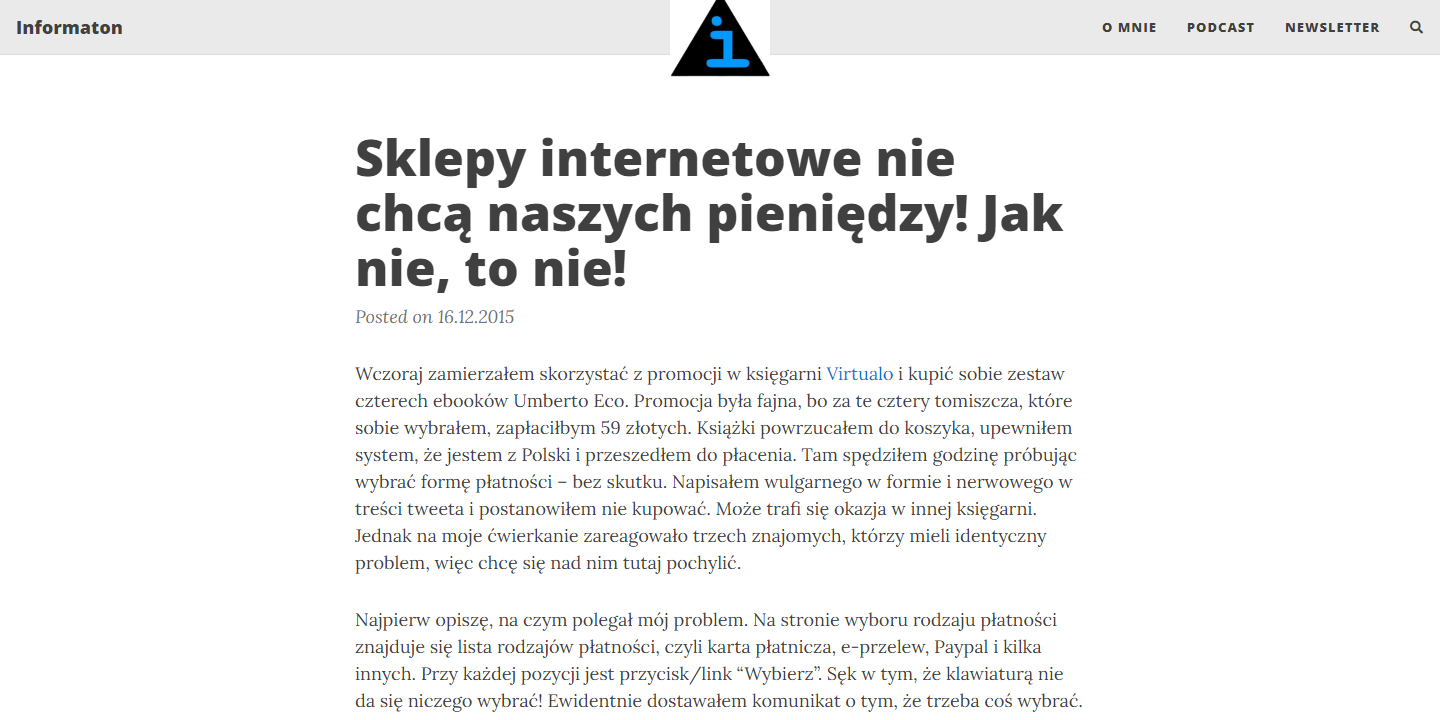 Informaton
i
O MNIE
PODCAST
NEWSLETTER
Sklepy internetowe nie
chcą naszych pieniędzy! Jak
nie, to nie!
Posted on 16.12.2015
Wczoraj zamierzałem skorzystać z promocji w księgarni Virtualo i kupić sobie zestaw
czterech ebooków Umberto Eco. Promocja była fajna, bo za te cztery tomiszcza, które
sobie wybrałem, zapłaciłbym 59 złotych. Książki powrzucałem do koszyka, upewniłem
system, że jestem z Polski i przeszedłem do płacenia. Tam spędziłem godzinę próbując
wybrać formę płatności – bez skutku. Napisałem wulgarnego w formie i nerwowego w
treści tweeta i postanowiłem nie kupować. Może trafi się okazja w innej księgarni.
Jednak na moje ćwierkanie zareagowało trzech znajomych, którzy mieli identyczny
problem, więc chcę się nad nim tutaj pochylić.
Najpierw opiszę, na czym polegał mój problem. Na stronie wyboru rodzaju płatności
znajduje się lista rodzajów płatności, czyli karta płatnicza, e-przelew, Paypal i kilka
innych. Przy każdej pozycji jest przycisk/link “Wybierz”. Sęk w tym, że klawiaturą nie
da się niczego wybrać! Ewidentnie dostawałem komunikat o tym, że trzeba coś wybrać.